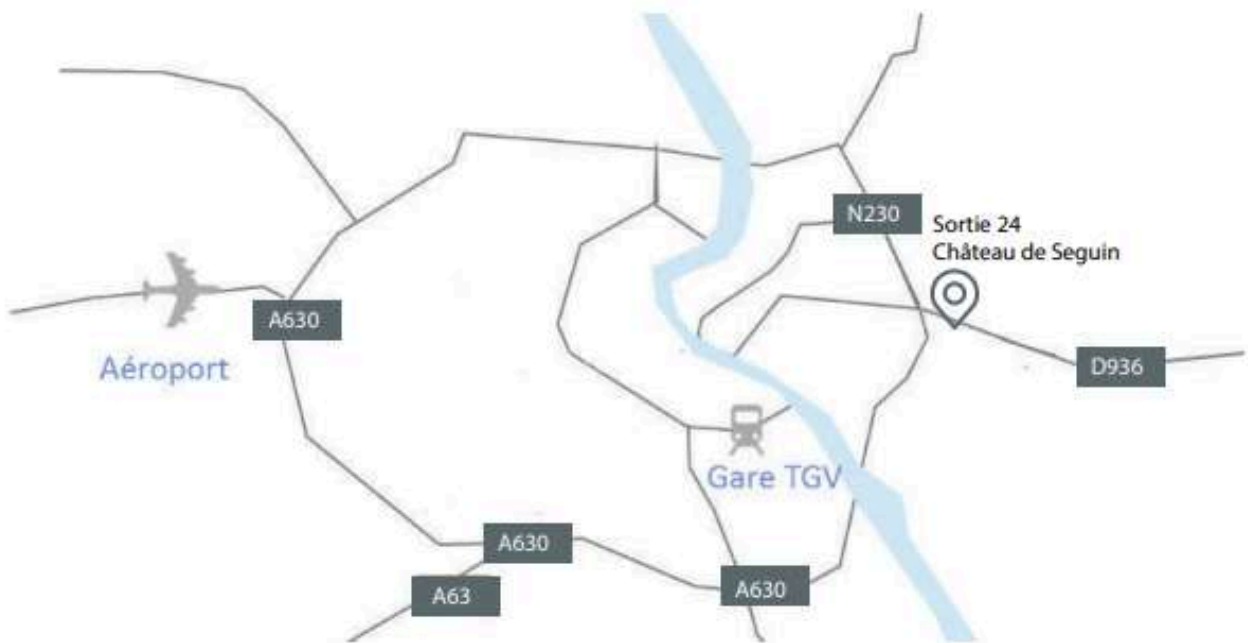 N230
Sortie 24
Château de Seguin
A630
Aéroport
D936
Gare TGV
A630
A63
A630